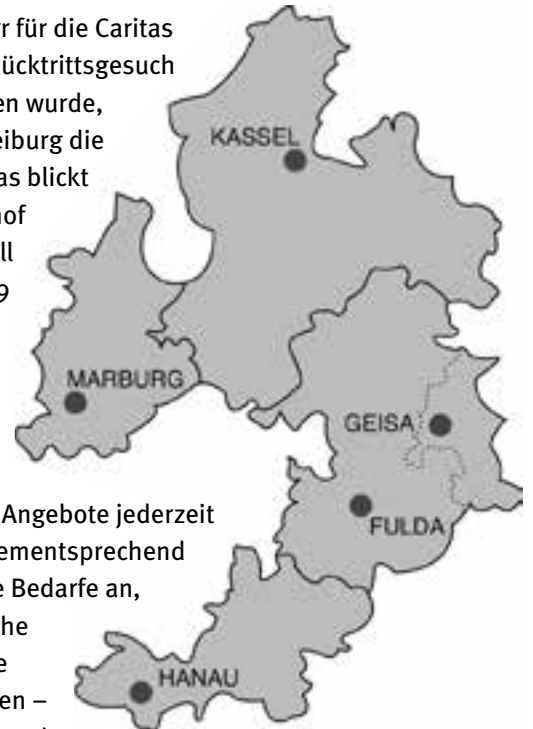 r für die Caritas
ücktrittsgesuch
en wurde,
eiburg die
as blickt
hof
ll
9
KASSEL
MARBURG
GEISA
FULDA
HANAU
Angebote jederzeit
ementsprechend
e Bedarfe an,
he
e
en –